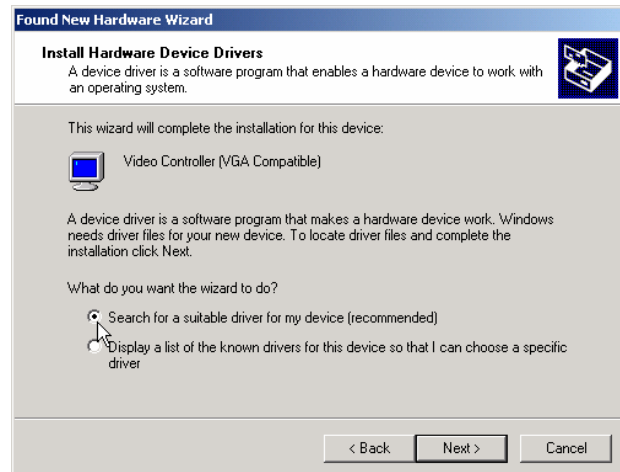 Found New Hardware Wizard
Install Hardware Device Drivers
A device driver is a software program that enables a hardware device to work with
an operating system.
This wizard will complete the installation for this device:
Video Controller (VGA Compatible)
A device driver is a software program that makes a hardware device work. Windows
needs driver files for your new device. To locate driver files and complete the
installation click Next.
What do you want the wizard to do?
Search for a suitable driver for my device (recommended)
Display a list of the known drivers for this device so that I can choose a specific
driver
< Back
Next >
Cancel